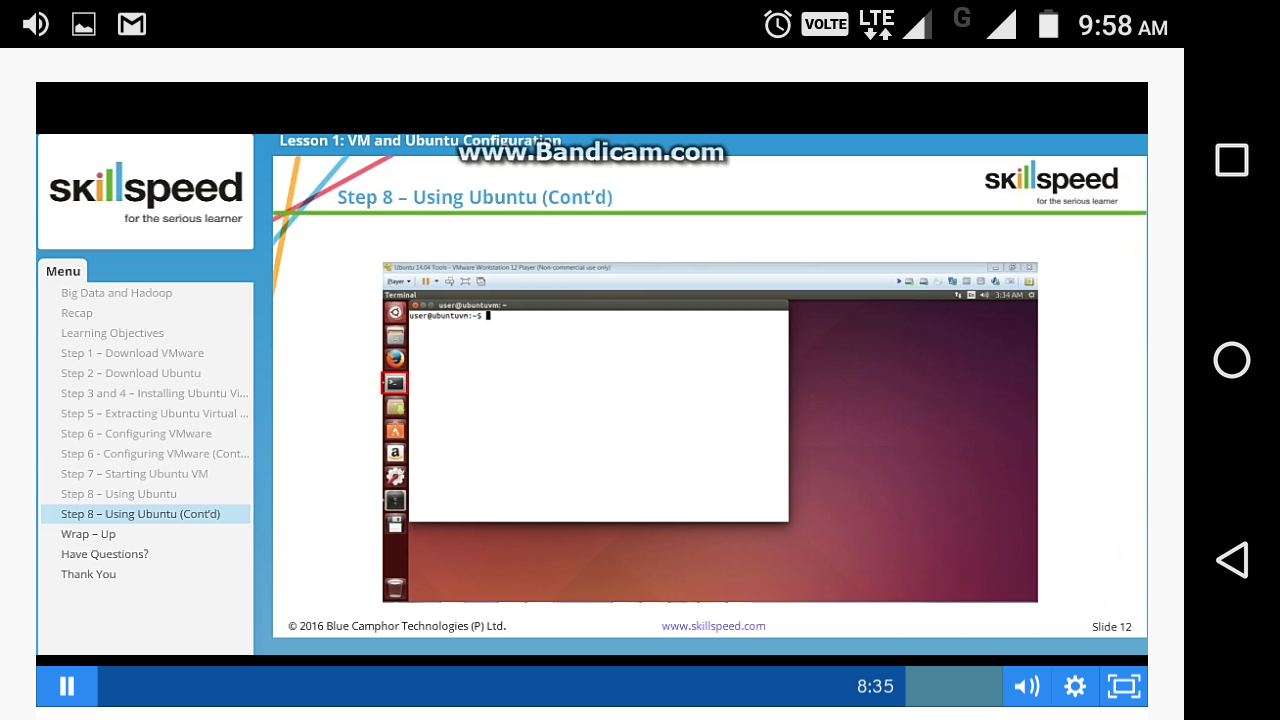 VOLTE LTE G 9:58 AM
Lesson 1: VM and Ubuntu Configuration
www.Bandicam.com
skillspeed
for the serious learner
Menu
Big Data and Hadoop
Recap
Learning Objectives
Step 1 – Download VMware
Step 2 – Download Ubuntu
Step 3 and 4 – Installing Ubuntu Vi...
Step 5 – Extracting Ubuntu Virtual ...
Step 6 – Configuring VMware
Step 6 - Configuring VMware (Cont...
Step 7 – Starting Ubuntu VM
Step 8 – Using Ubuntu
Step 8 – Using Ubuntu (Cont'd)
Wrap – Up
Have Questions?
Thank You
Step 8 – Using Ubuntu (Cont'd)
skillspeed
for the serious learner
Ubuntu 14.04 Tools - VMware Workstation 12 Player (Non-commercial use only)
Player
Terminal
En
3:34 AM
user@ubuntuvm: ~
user@ubuntuvm:~$
© 2016 Blue Camphor Technologies (P) Ltd.
www.skillspeed.com
Slide 12
8:35